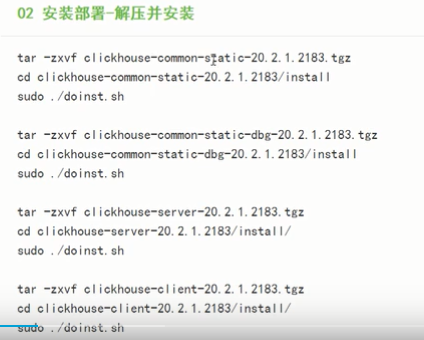 02 安装部署-解压并安装
tar -zxvf clickhouse-common-static-20.2.1.2183.tgz
cd clickhouse-common-static-20.2.1.2183/install
sudo ./doinst.sh
tar -zxvf clickhouse-common-static-dbg-20.2.1.2183.tgz
cd clickhouse-common-static-dbg-20.2.1.2183/install
sudo ./doinst.sh
tar -zxvf clickhouse-server-20.2.1.2183.tgz
cd clickhouse-server-20.2.1.2183/install/
sudo ./doinst.sh
tar -zxvf clickhouse-client-20.2.1.2183.tgz
cd clickhouse-client-20.2.1.2183/install/
sudo ./doinst.sh